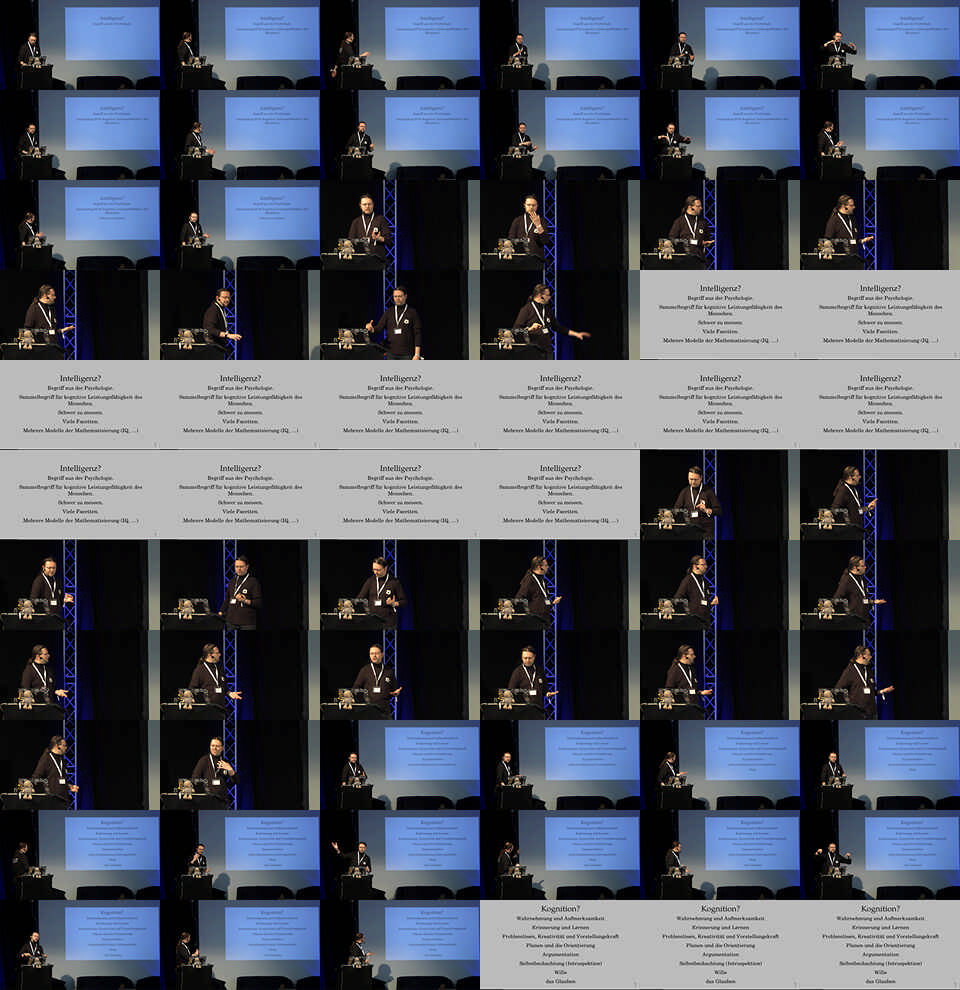 Intelligenz?
Begriff aus der Psychologie.
Summelbegriff für kognitive Leistungsfähigkeit des
Menschen.
Schwer zu messen.
Viele Facetten.
Mehrere Modelle der Mathematisierung (IQ, ...)
Kognition?
Wahrnehmung und Aufmerksamkeit
Erinnerung und Lernen
Problemlösen, Kreativität und Vorstellungskraft
Planen und die Orientierung
Argumentation
Selbstbeobachtung (Introspektion)
Wille
das Glauben